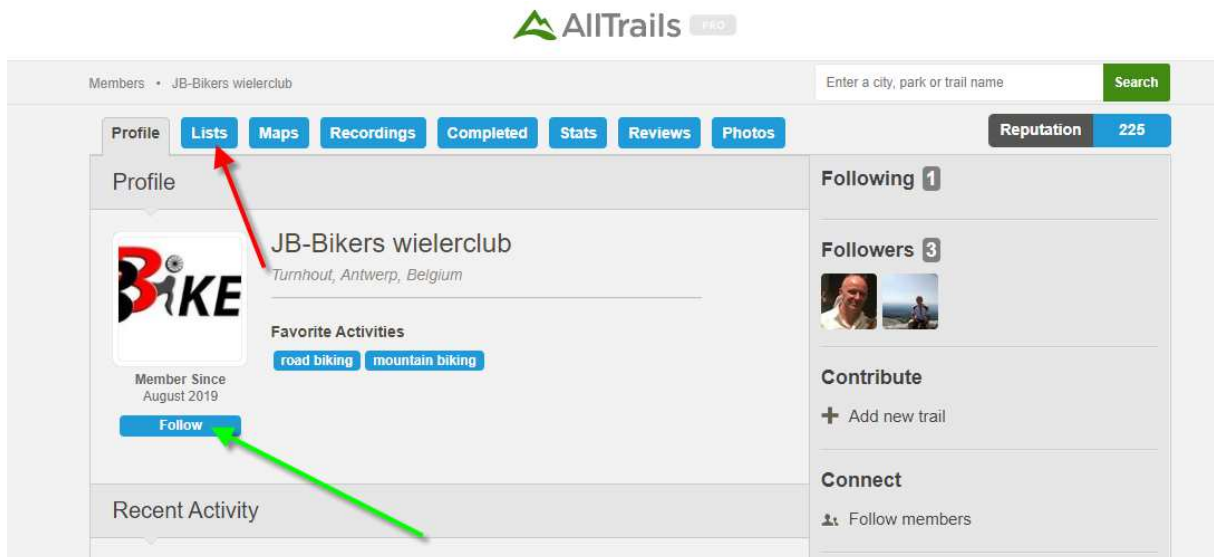 AllTrails PRO
Members • JB-Bikers wielerclub
Enter a city, park or trail name
Search
Profile Lists Maps Recordings Completed Stats Reviews Photos
Reputation 225
Profile
BIKE
JB-Bikers wielerclub
Turnhout, Antwerp, Belgium
Favorite Activities
road biking mountain biking
Member Since
August 2019
Follow
Recent Activity
Following 1
Followers 3
Contribute
Add new trail
Connect
Follow members